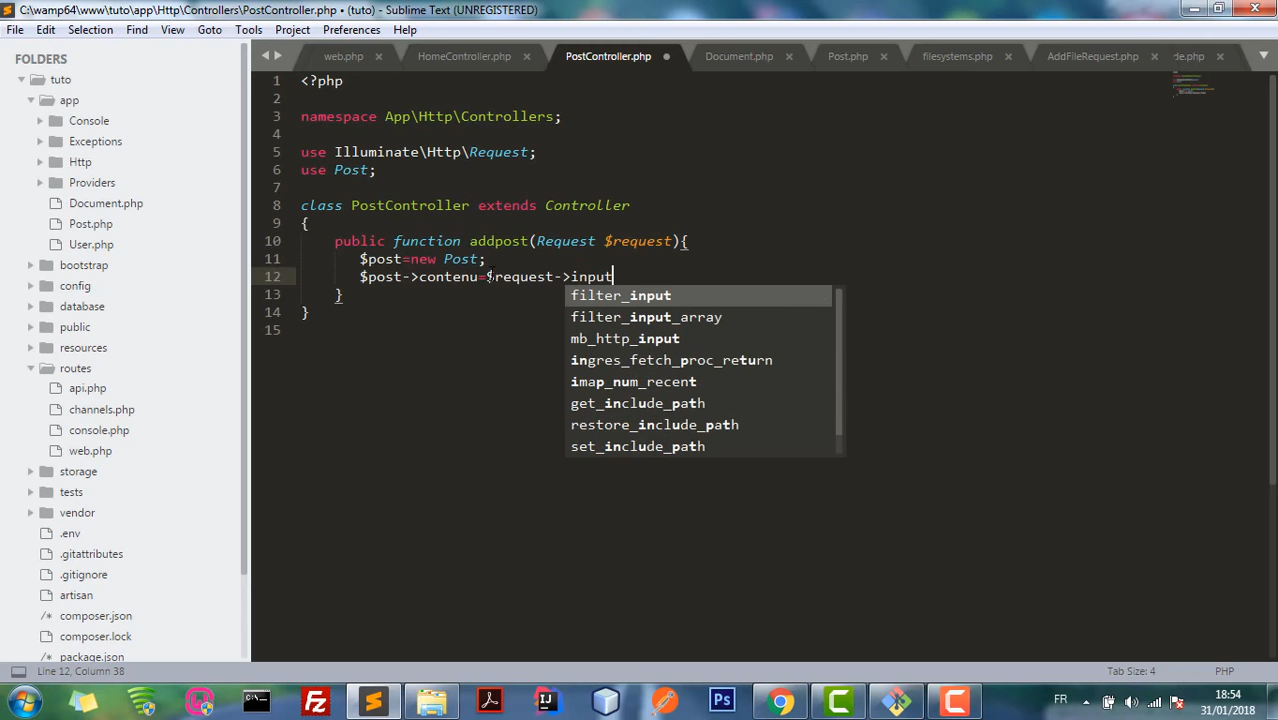 C:\wamp64\www\tuto\app\Http\Controllers\PostController.php • (tuto) - Sublime Text (UNREGISTERED)
File Edit Selection Find View Goto Tools Project Preferences Help
FOLDERS
tuto
app
Console
Exceptions
Http
Providers
Document.php
Post.php
User.php
bootstrap
config
database
public
resources
routes
api.php
channels.php
console.php
web.php
storage
tests
vendor
.env
.gitattributes
.gitignore
artisan
composer.json
composer.lock
package.json
web.php HomeController.php PostController.php Document.php Post.php filesystems.php AddFileRequest.php de.php
1 <?php
2
3 namespace App\Http\Controllers;
4
5 use Illuminate\Http\Request;
6 use Post;
7
8 class PostController extends Controller
9 {
10 public function addpost(Request $request){
11 $post=new Post;
12 $post->contenu=$request->input
13 }
14 }
15
filter_input
filter_input_array
mb_http_input
ingres_fetch_proc_return
imap_num_recent
get_include_path
restore_include_path
set_include_path
Line 12, Column 38 Tab Size: 4 PHP
FR 18:54
31/01/2018